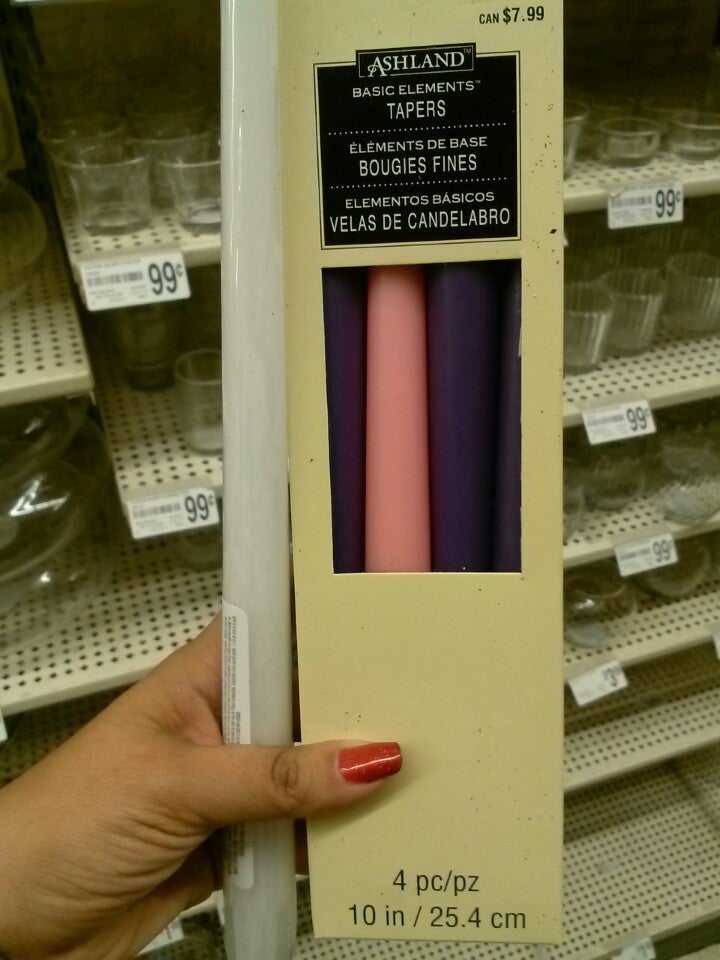 CAN $7.99
ASHLAND™
BASIC ELEMENTS™
TAPERS
ÉLÉMENTS DE BASE
BOUGIES FINES
ELEMENTOS BÁSICOS
VELAS DE CANDELABRO
4 pc/pz
10 in / 25.4 cm
99¢
99¢
99¢
99¢
99¢